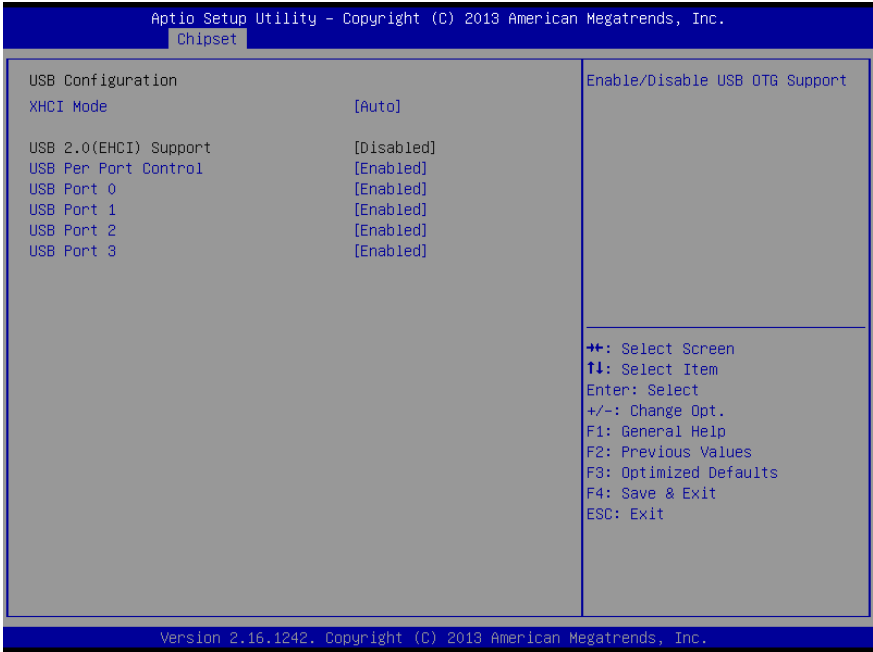 Aptio Setup Utility – Copyright (C) 2013 American Megatrends, Inc.
Chipset
USB Configuration
XHCI Mode [Auto]
USB 2.0(EHCI) Support [Disabled]
USB Per Port Control [Enabled]
USB Port 0 [Enabled]
USB Port 1 [Enabled]
USB Port 2 [Enabled]
USB Port 3 [Enabled]
Enable/Disable USB OTG Support
→←: Select Screen
↑↓: Select Item
Enter: Select
+/-: Change Opt.
F1: General Help
F2: Previous Values
F3: Optimized Defaults
F4: Save & Exit
ESC: Exit
Version 2.16.1242. Copyright (C) 2013 American Megatrends, Inc.